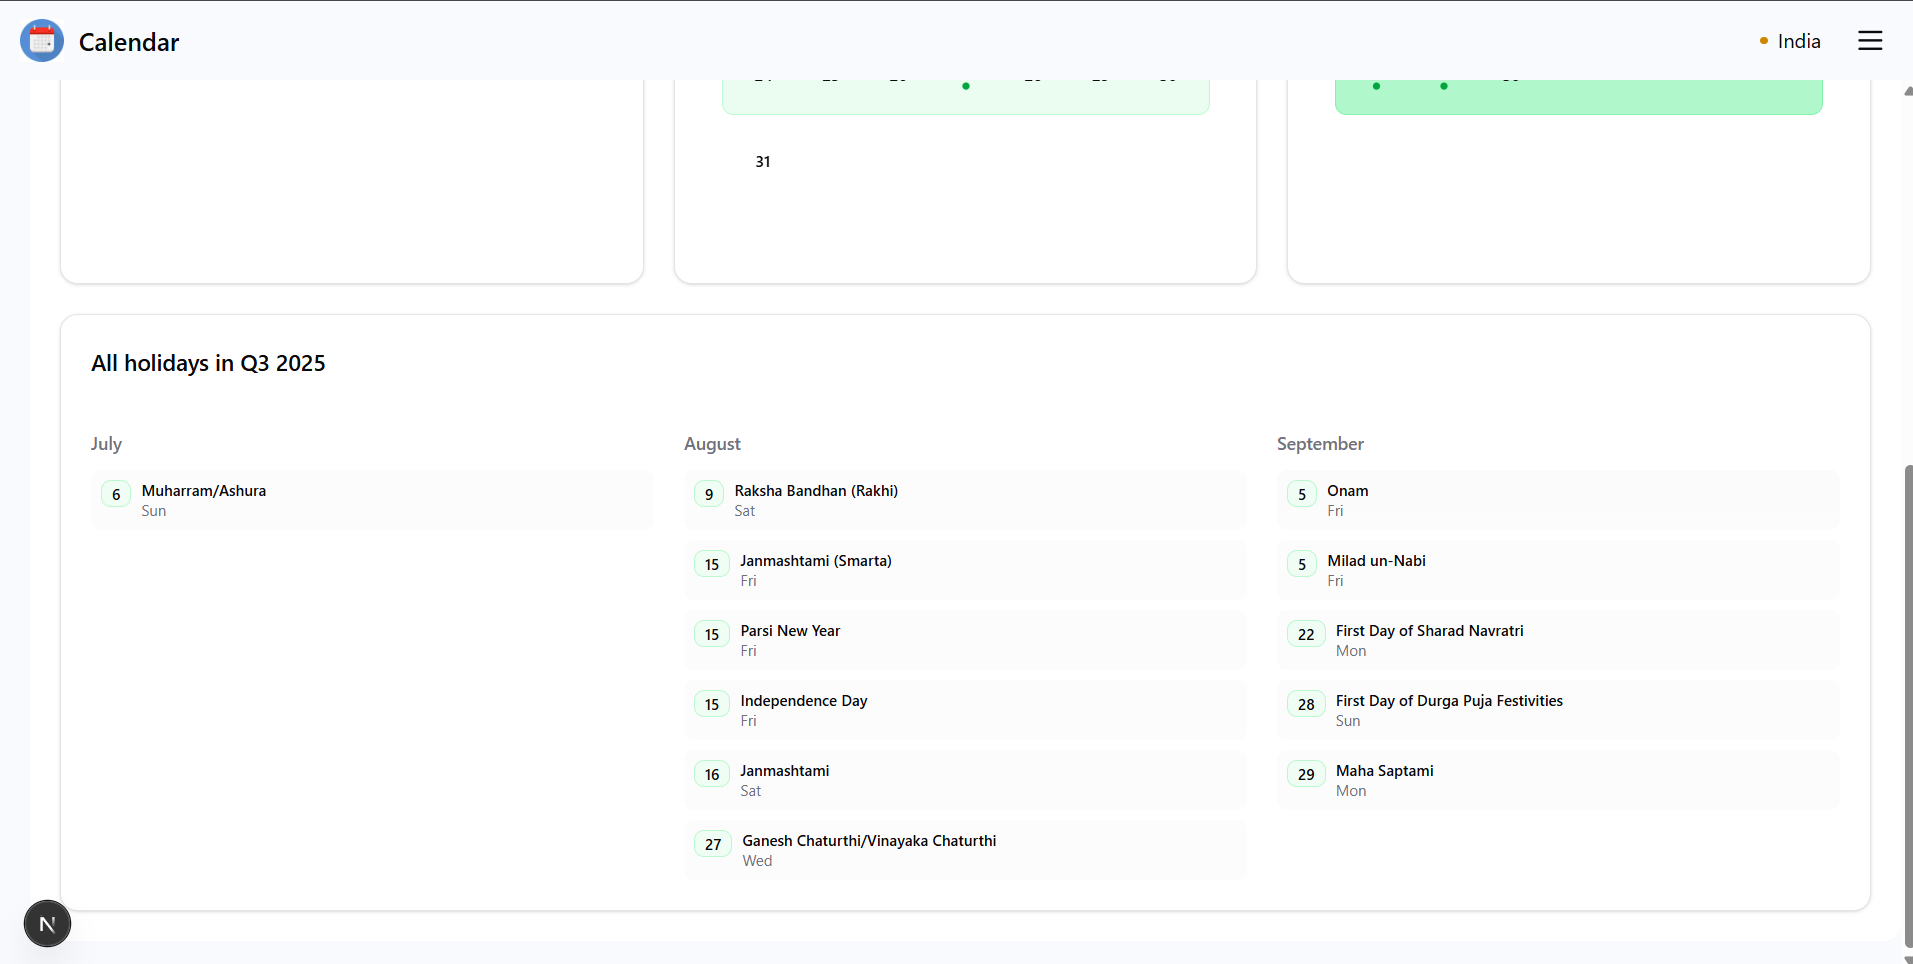 Calendar
India
31
All holidays in Q3 2025
July
6 Muharram/Ashura
Sun
August
9 Raksha Bandhan (Rakhi)
Sat
15 Janmashtami (Smarta)
Fri
15 Parsi New Year
Fri
15 Independence Day
Fri
16 Janmashtami
Sat
27 Ganesh Chaturthi/Vinayaka Chaturthi
Wed
September
5 Onam
Fri
5 Milad un-Nabi
Fri
22 First Day of Sharad Navratri
Mon
28 First Day of Durga Puja Festivities
Sun
29 Maha Saptami
Mon
N